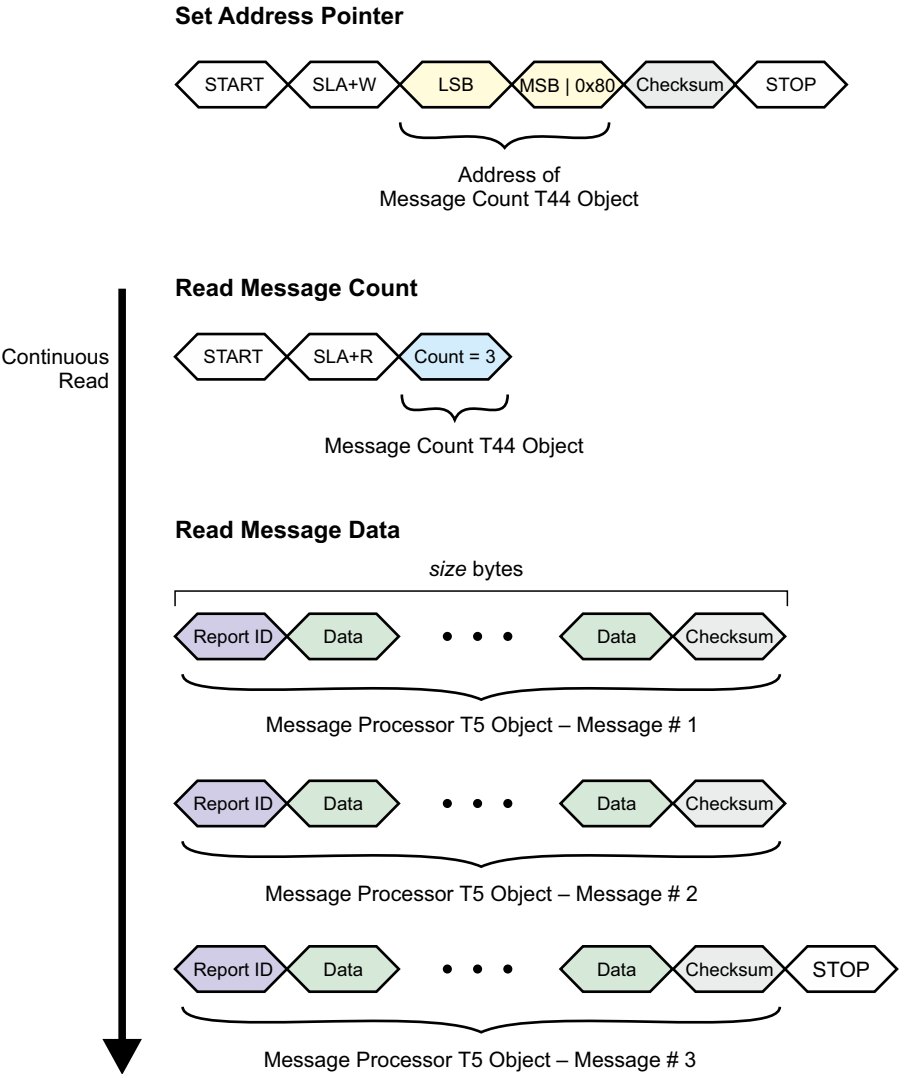 Set Address Pointer
START SLA+W LSB MSB | 0x80 Checksum STOP
Address of
Message Count T44 Object
Read Message Count
Continuous
Read
START SLA+R Count = 3
Message Count T44 Object
Read Message Data
size bytes
Report ID Data • • • Data Checksum
Message Processor T5 Object – Message # 1
Report ID Data • • • Data Checksum
Message Processor T5 Object – Message # 2
Report ID Data • • • Data Checksum STOP
Message Processor T5 Object – Message # 3